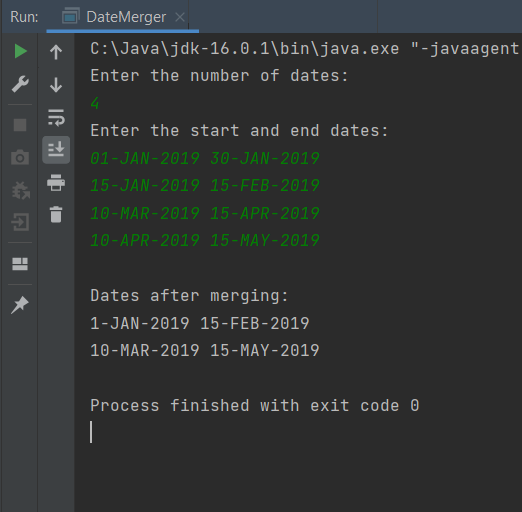 Run: DateMerger
C:\Java\jdk-16.0.1\bin\java.exe "-javaagent
Enter the number of dates:
4
Enter the start and end dates:
01-JAN-2019 30-JAN-2019
15-JAN-2019 15-FEB-2019
10-MAR-2019 15-APR-2019
10-APR-2019 15-MAY-2019
Dates after merging:
1-JAN-2019 15-FEB-2019
10-MAR-2019 15-MAY-2019
Process finished with exit code 0